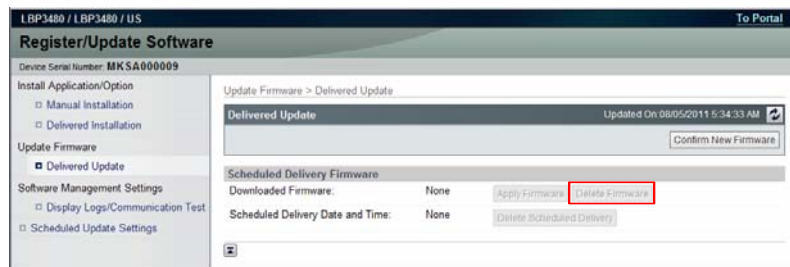 LBP3480 / LBP3480 / US To Portal
Register/Update Software
Device Serial Number: MKSA000009
Install Application/Option
Manual Installation
Delivered Installation
Update Firmware
Delivered Update
Software Management Settings
Display Logs/Communication Test
Scheduled Update Settings
Update Firmware > Delivered Update
Delivered Update Updated On:08/05/2011 5:34:33 AM
Confirm New Firmware
Scheduled Delivery Firmware
Downloaded Firmware: None Apply Firmware Delete Firmware
Scheduled Delivery Date and Time: None Delete Scheduled Delivery